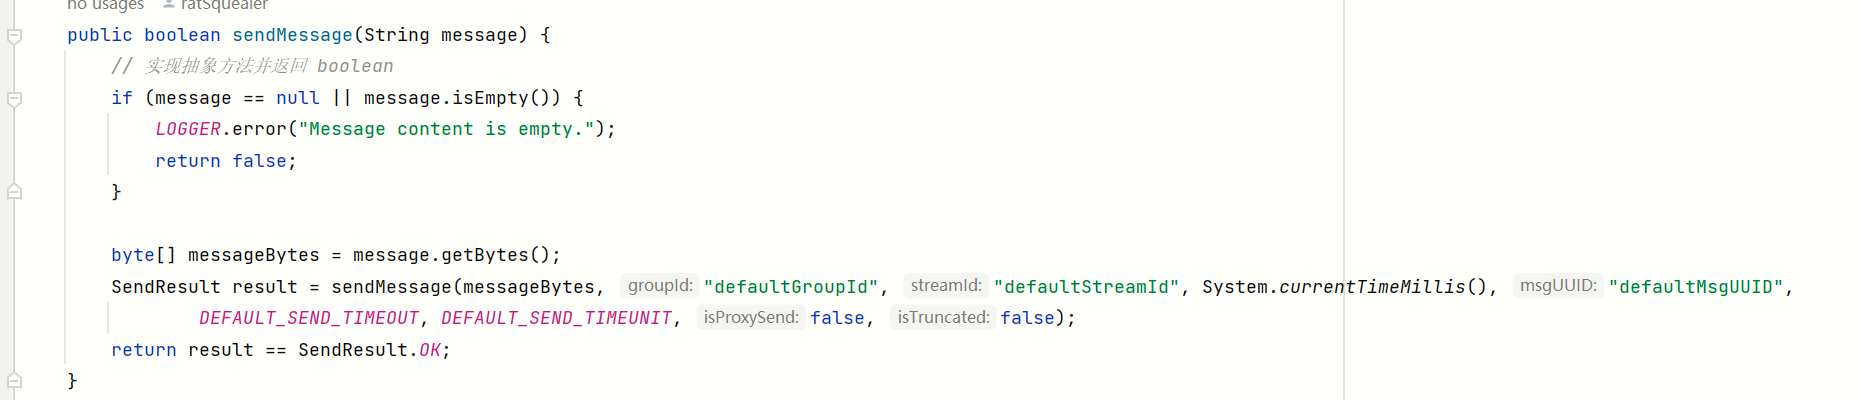 no usages ratSquealer
public boolean sendMessage(String message) {
// 实现抽象方法并返回 boolean
if (message == null || message.isEmpty()) {
LOGGER.error("Message content is empty.");
return false;
}
byte[] messageBytes = message.getBytes();
SendResult result = sendMessage(messageBytes, groupId: "defaultGroupId", streamId: "defaultStreamId", System.currentTimeMillis(), msgUUID: "defaultMsgUUID",
DEFAULT_SEND_TIMEOUT, DEFAULT_SEND_TIMEUNIT, isProxySend: false, isTruncated: false);
return result == SendResult.OK;
}